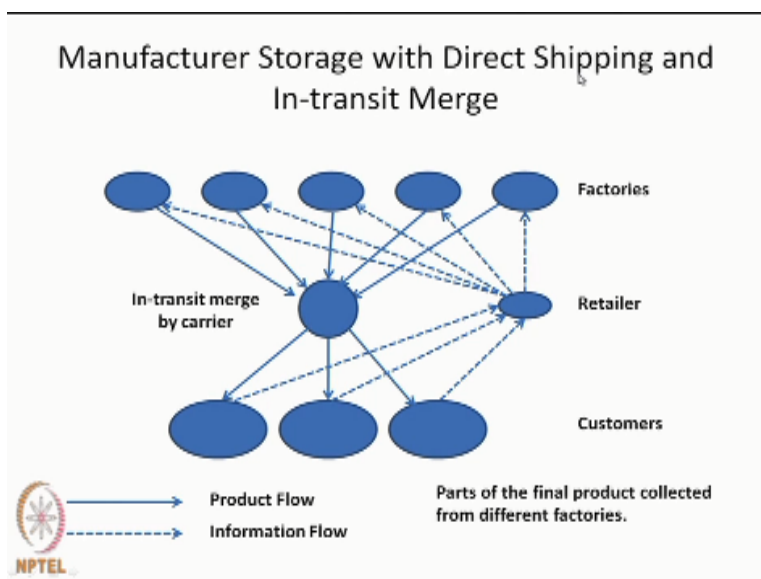 Manufacturer Storage with Direct Shipping and
In-transit Merge
Factories
In-transit merge
by carrier
Retailer
Customers
Product Flow
Information Flow
Parts of the final product collected
from different factories.
NPTEL